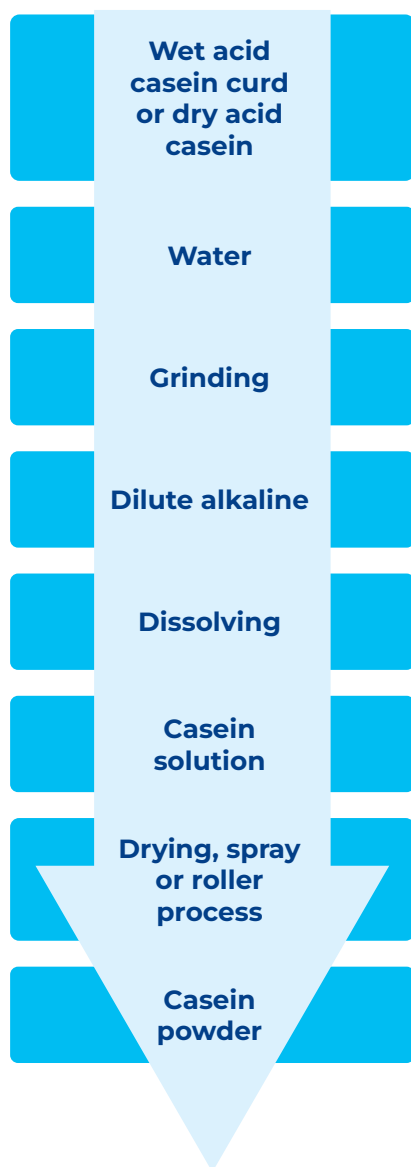 Wet acid
casein curd
or dry acid
casein
Water
Grinding
Dilute alkaline
Dissolving
Casein
solution
Drying, spray
or roller
process
Casein
powder